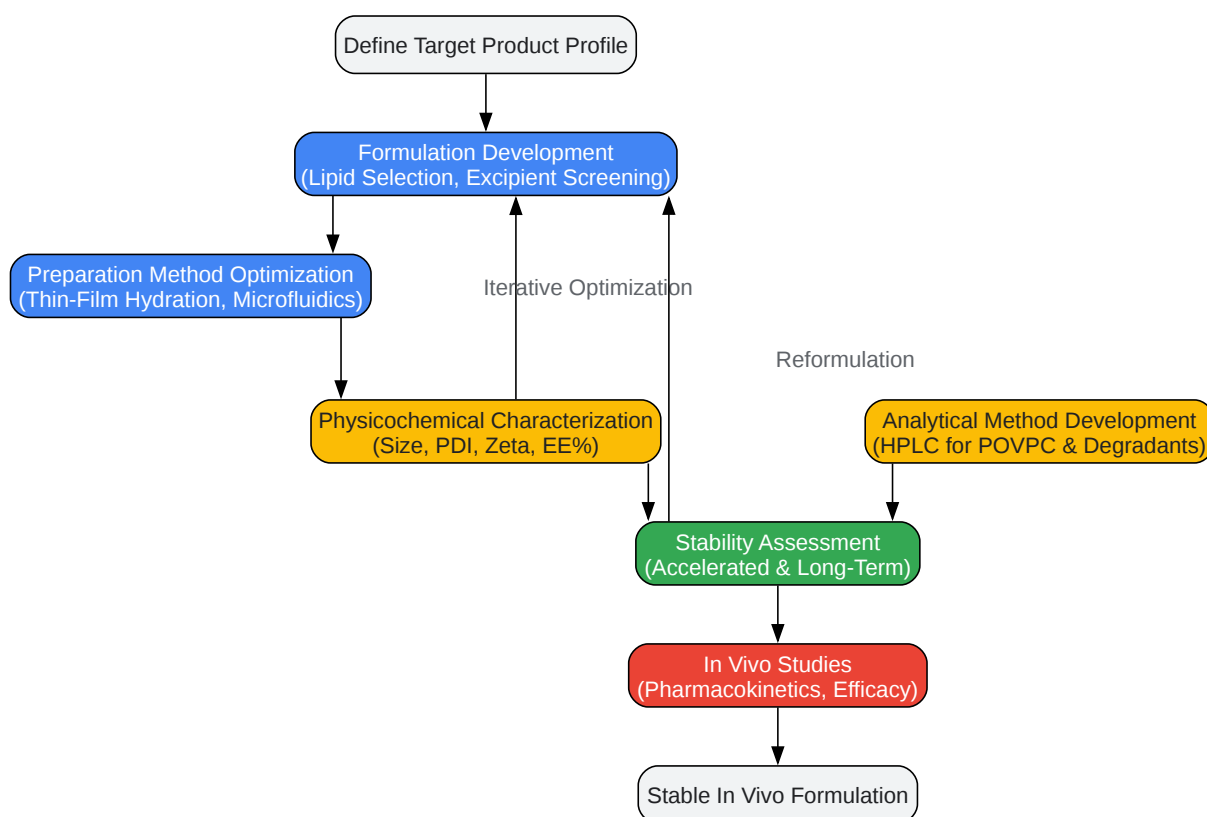 Define Target Product Profile
Formulation Development
(Lipid Selection, Excipient Screening)
Preparation Method Optimization
(Thin-Film Hydration, Microfluidics)
Iterative Optimization
Reformulation
Physicochemical Characterization
(Size, PDI, Zeta, EE%)
Analytical Method Development
(HPLC for POVPC & Degradants)
Stability Assessment
(Accelerated & Long-Term)
In Vivo Studies
(Pharmacokinetics, Efficacy)
Stable In Vivo Formulation